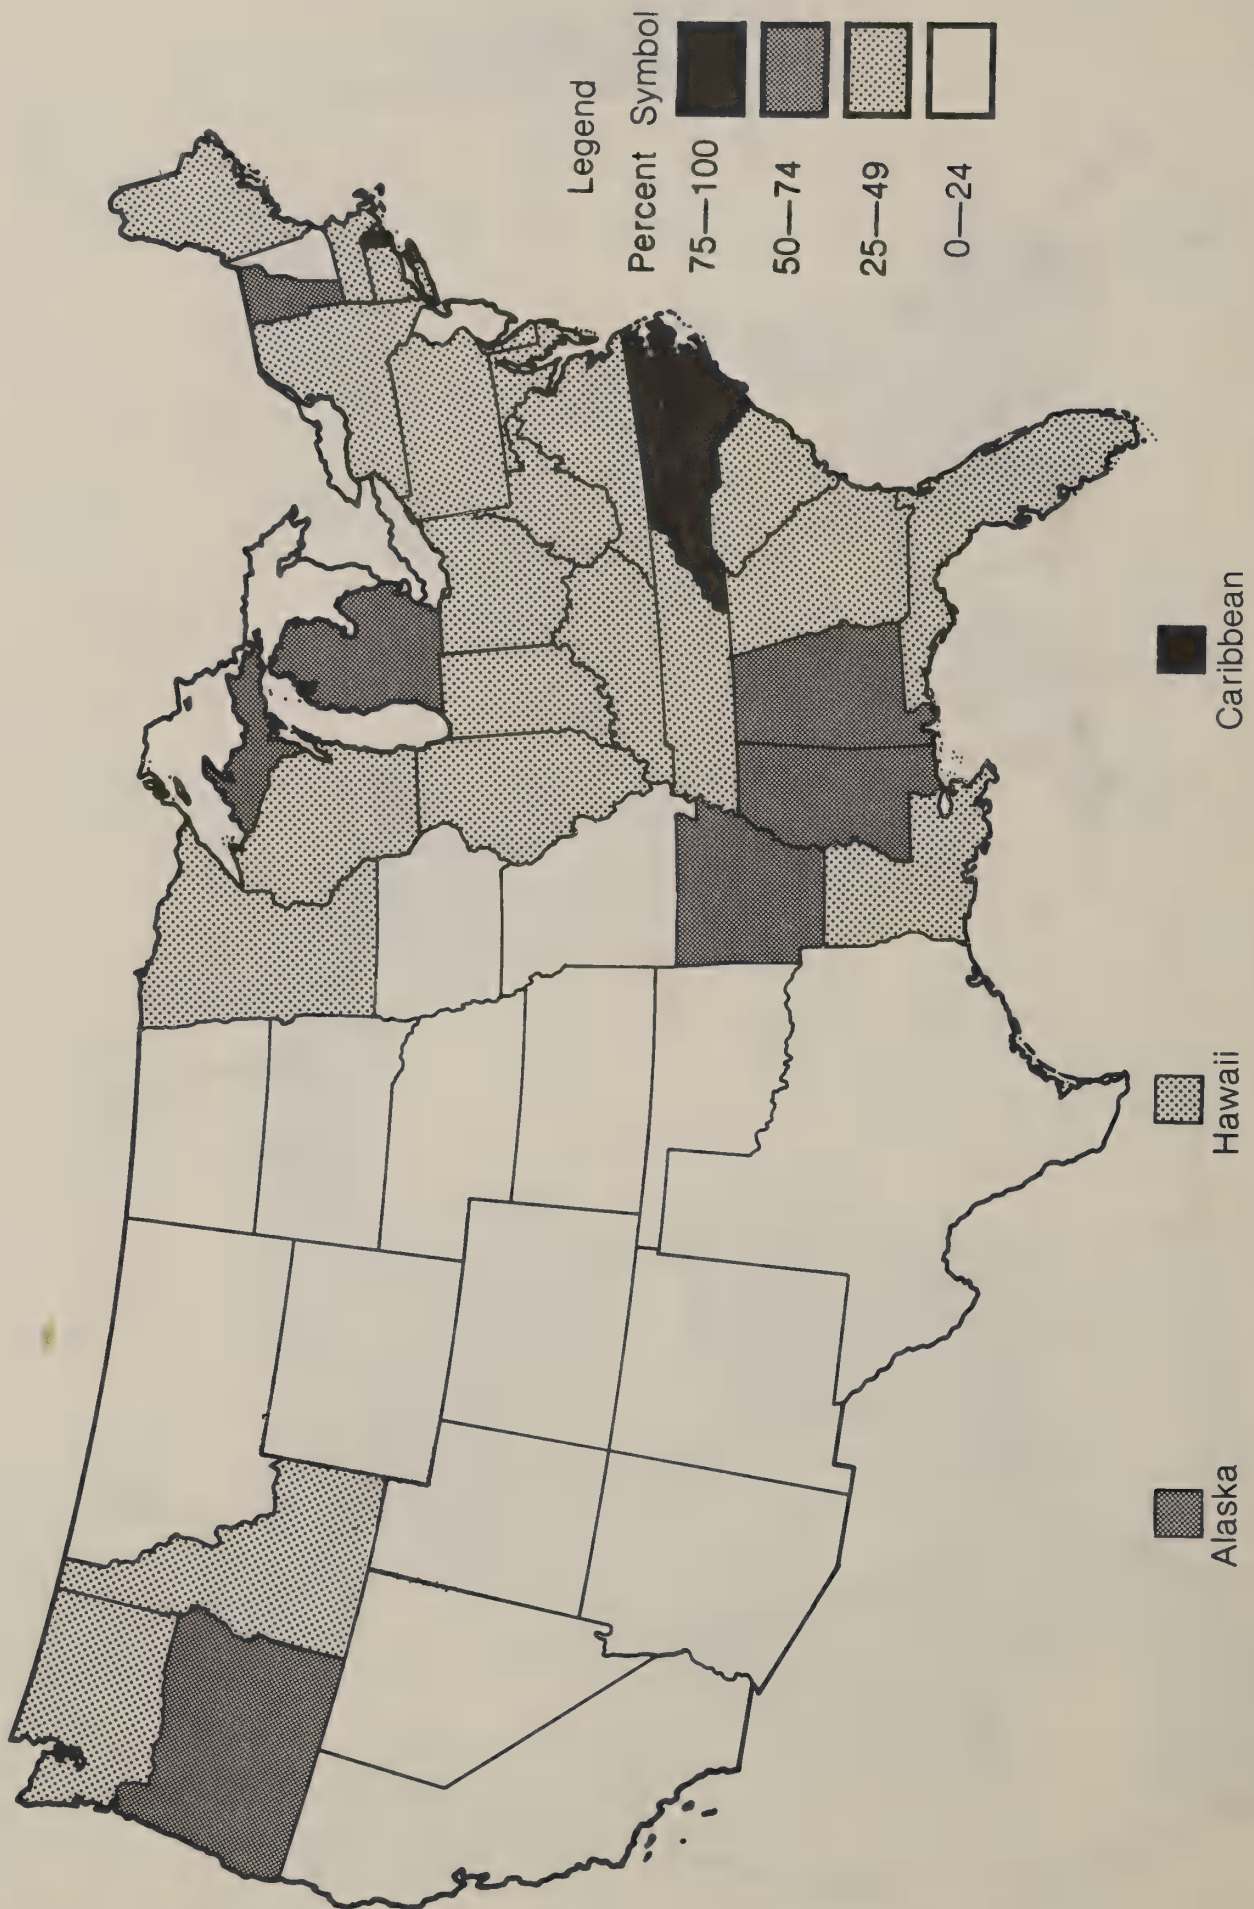 Legend
Percent Symbol
75—100
50—74
25—49
0—24
Alaska
Hawaii
Caribbean